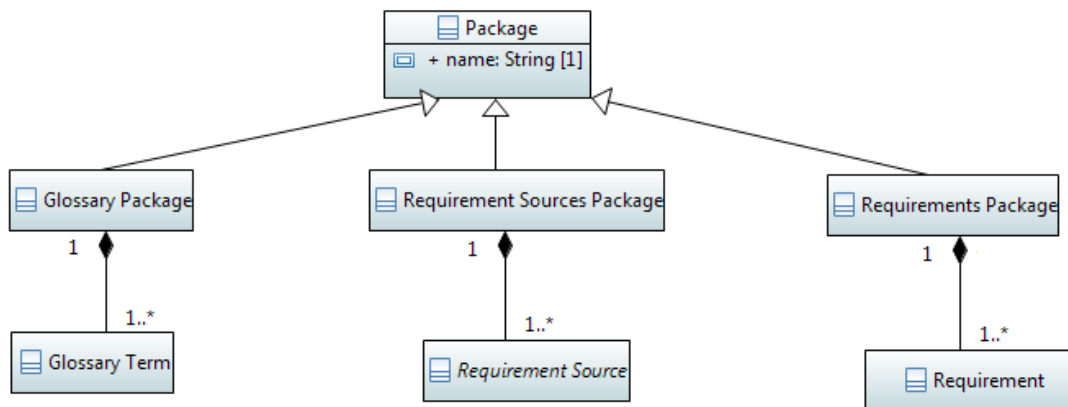 Package
+ name: String [1]
Glossary Package
Requirement Sources Package
Requirements Package
1
1
1
1..*
1..*
1..*
Glossary Term
Requirement Source
Requirement